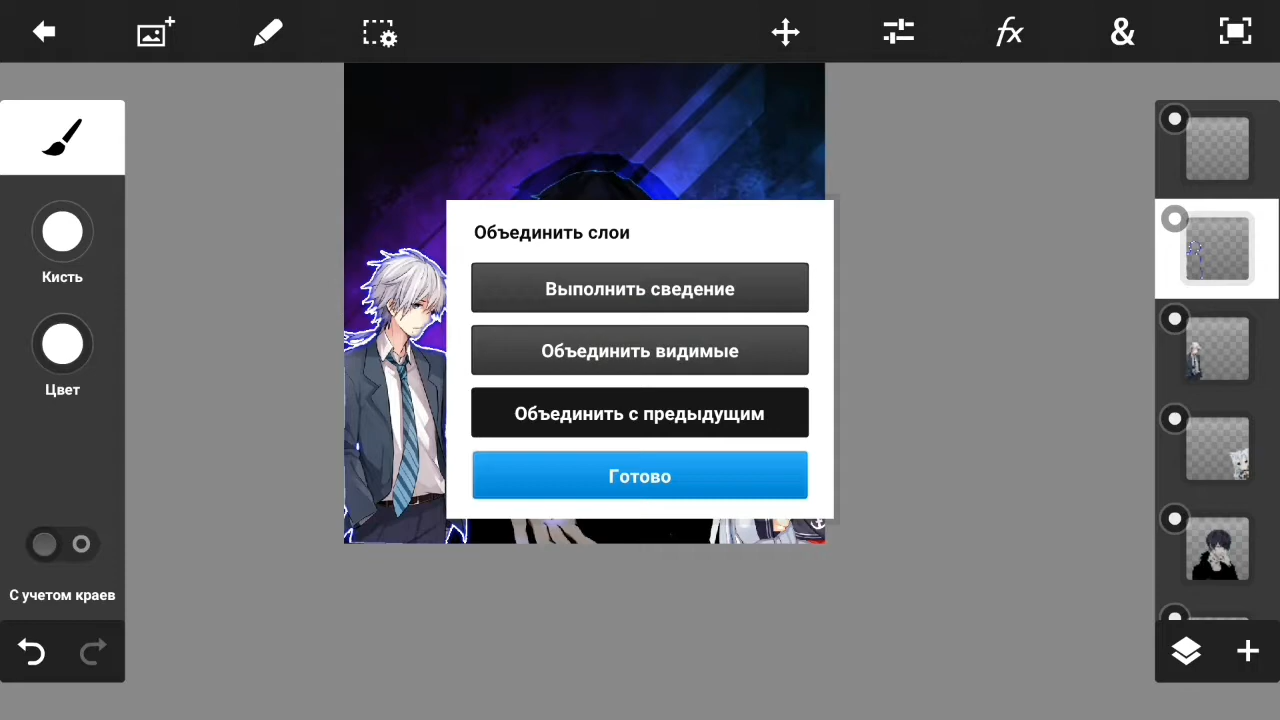 fx
&
Объединить слои
Выполнить сведение
Объединить видимые
Объединить с предыдущим
Готово
Кисть
Цвет
С учетом краев